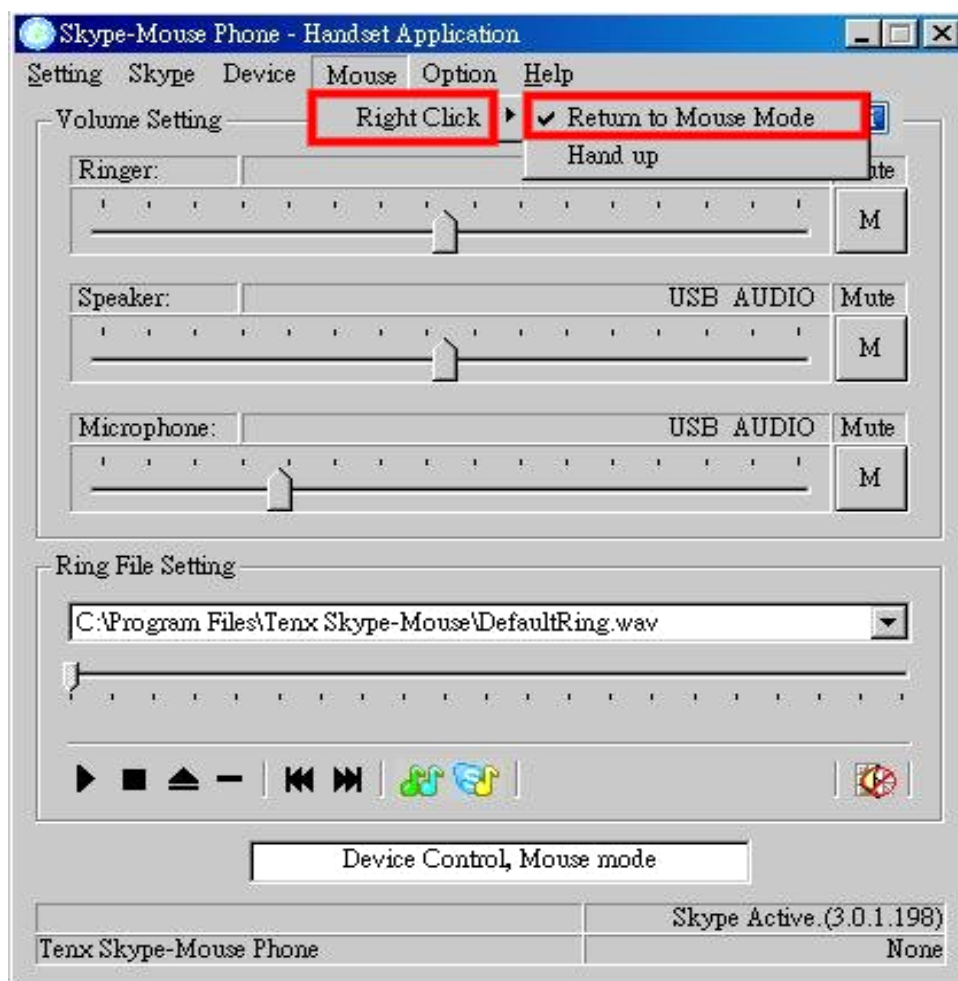 Skype-Mouse Phone - Handset Application
Setting Skype Device Mouse Option Help
Volume Setting
Right Click
Return to Mouse Mode
Hand up
Ringer:
M
Speaker: USB AUDIO Mute
M
Microphone: USB AUDIO Mute
M
Ring File Setting
C:\Program Files\Tenx Skype-Mouse\DefaultRing.wav
Device Control, Mouse mode
Skype Active.(3.0.1.198)
Tenx Skype-Mouse Phone None